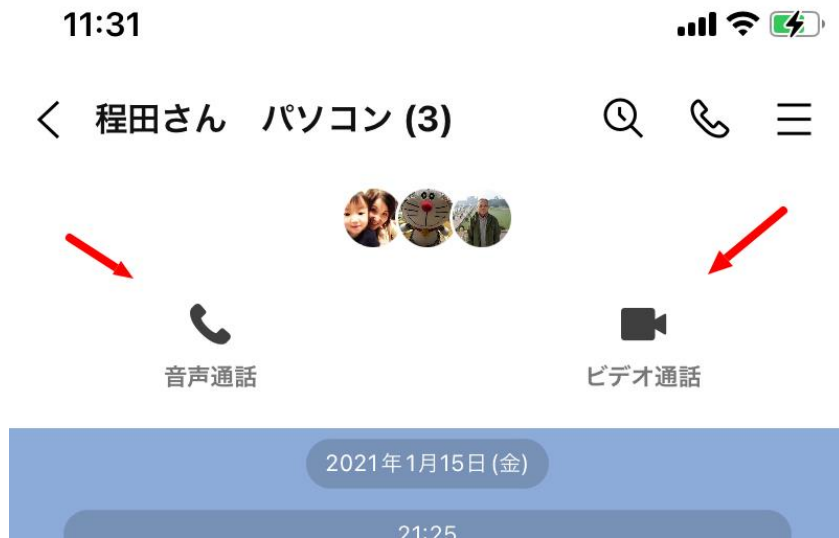 11:31
程田さん　パソコン (3)
音声通話
ビデオ通話
2021年1月15日(金)
21:25